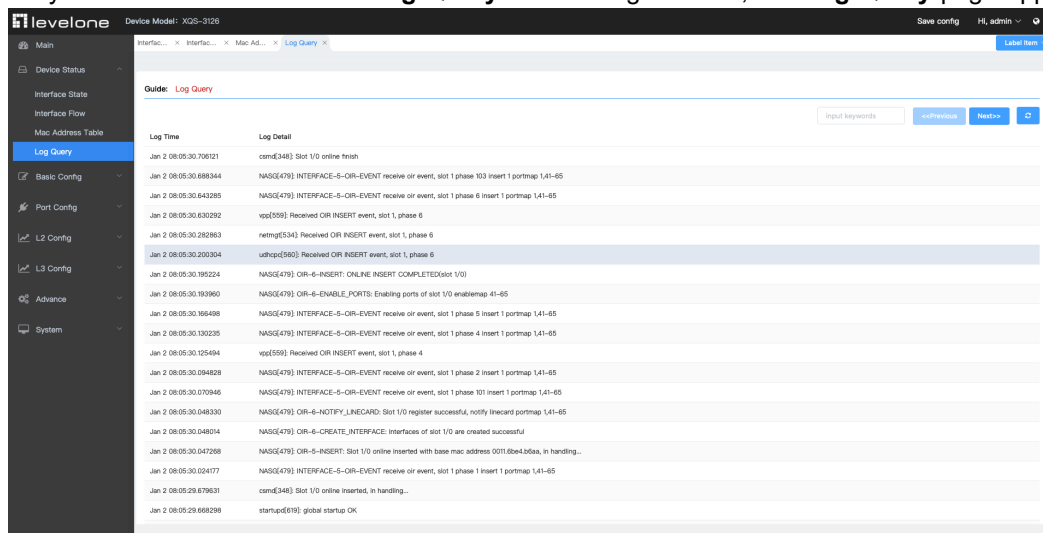 levelone Device Model: XQS-3126 Save config Hi, admin
Main
Interfac... × Interfac... × Mac Ad... × Log Query × Label Item
Device Status
Interface State
Interface Flow
Mac Address Table
Log Query
Basic Config
Port Config
L2 Config
L3 Config
Advance
System
Guide: Log Query
input keywords <<Previous Next>>
Log Time Log Detail
Jan 2 08:05:30.706121 csmd[348]: Slot 1/0 online finish
Jan 2 08:05:30.688344 NASG[479]: INTERFACE-5-OIR-EVENT receive oir event, slot 1 phase 103 insert 1 portmap 1,41-65
Jan 2 08:05:30.643285 NASG[479]: INTERFACE-5-OIR-EVENT receive oir event, slot 1 phase 6 insert 1 portmap 1,41-65
Jan 2 08:05:30.630292 vpp[559]: Received OIR INSERT event, slot 1, phase 6
Jan 2 08:05:30.282863 netmgt[534]: Received OIR INSERT event, slot 1, phase 6
Jan 2 08:05:30.200304 udhcpc[560]: Received OIR INSERT event, slot 1, phase 6
Jan 2 08:05:30.195224 NASG[479]: OIR-6-INSERT: ONLINE INSERT COMPLETED(slot 1/0)
Jan 2 08:05:30.193960 NASG[479]: OIR-6-ENABLE_PORTS: Enabling ports of slot 1/0 enablemap 41-65
Jan 2 08:05:30.166498 NASG[479]: INTERFACE-5-OIR-EVENT receive oir event, slot 1 phase 5 insert 1 portmap 1,41-65
Jan 2 08:05:30.130235 NASG[479]: INTERFACE-5-OIR-EVENT receive oir event, slot 1 phase 4 insert 1 portmap 1,41-65
Jan 2 08:05:30.125494 vpp[559]: Received OIR INSERT event, slot 1, phase 4
Jan 2 08:05:30.094828 NASG[479]: INTERFACE-5-OIR-EVENT receive oir event, slot 1 phase 2 insert 1 portmap 1,41-65
Jan 2 08:05:30.070946 NASG[479]: INTERFACE-5-OIR-EVENT receive oir event, slot 1 phase 101 insert 1 portmap 1,41-65
Jan 2 08:05:30.048330 NASG[479]: OIR-6-NOTIFY_LINECARD: Slot 1/0 register successful, notify linecard portmap 1,41-65
Jan 2 08:05:30.048014 NASG[479]: OIR-6-CREATE_INTERFACE: Interfaces of slot 1/0 are created successful
Jan 2 08:05:30.047268 NASG[479]: OIR-5-INSERT: Slot 1/0 online inserted with base mac address 0011.6be4.b6aa, in handling...
Jan 2 08:05:30.024177 NASG[479]: INTERFACE-5-OIR-EVENT receive oir event, slot 1 phase 1 insert 1 portmap 1,41-65
Jan 2 08:05:29.679631 csmd[348]: Slot 1/0 online inserted, in handling...
Jan 2 08:05:29.668298 startupd[619]: global startup OK